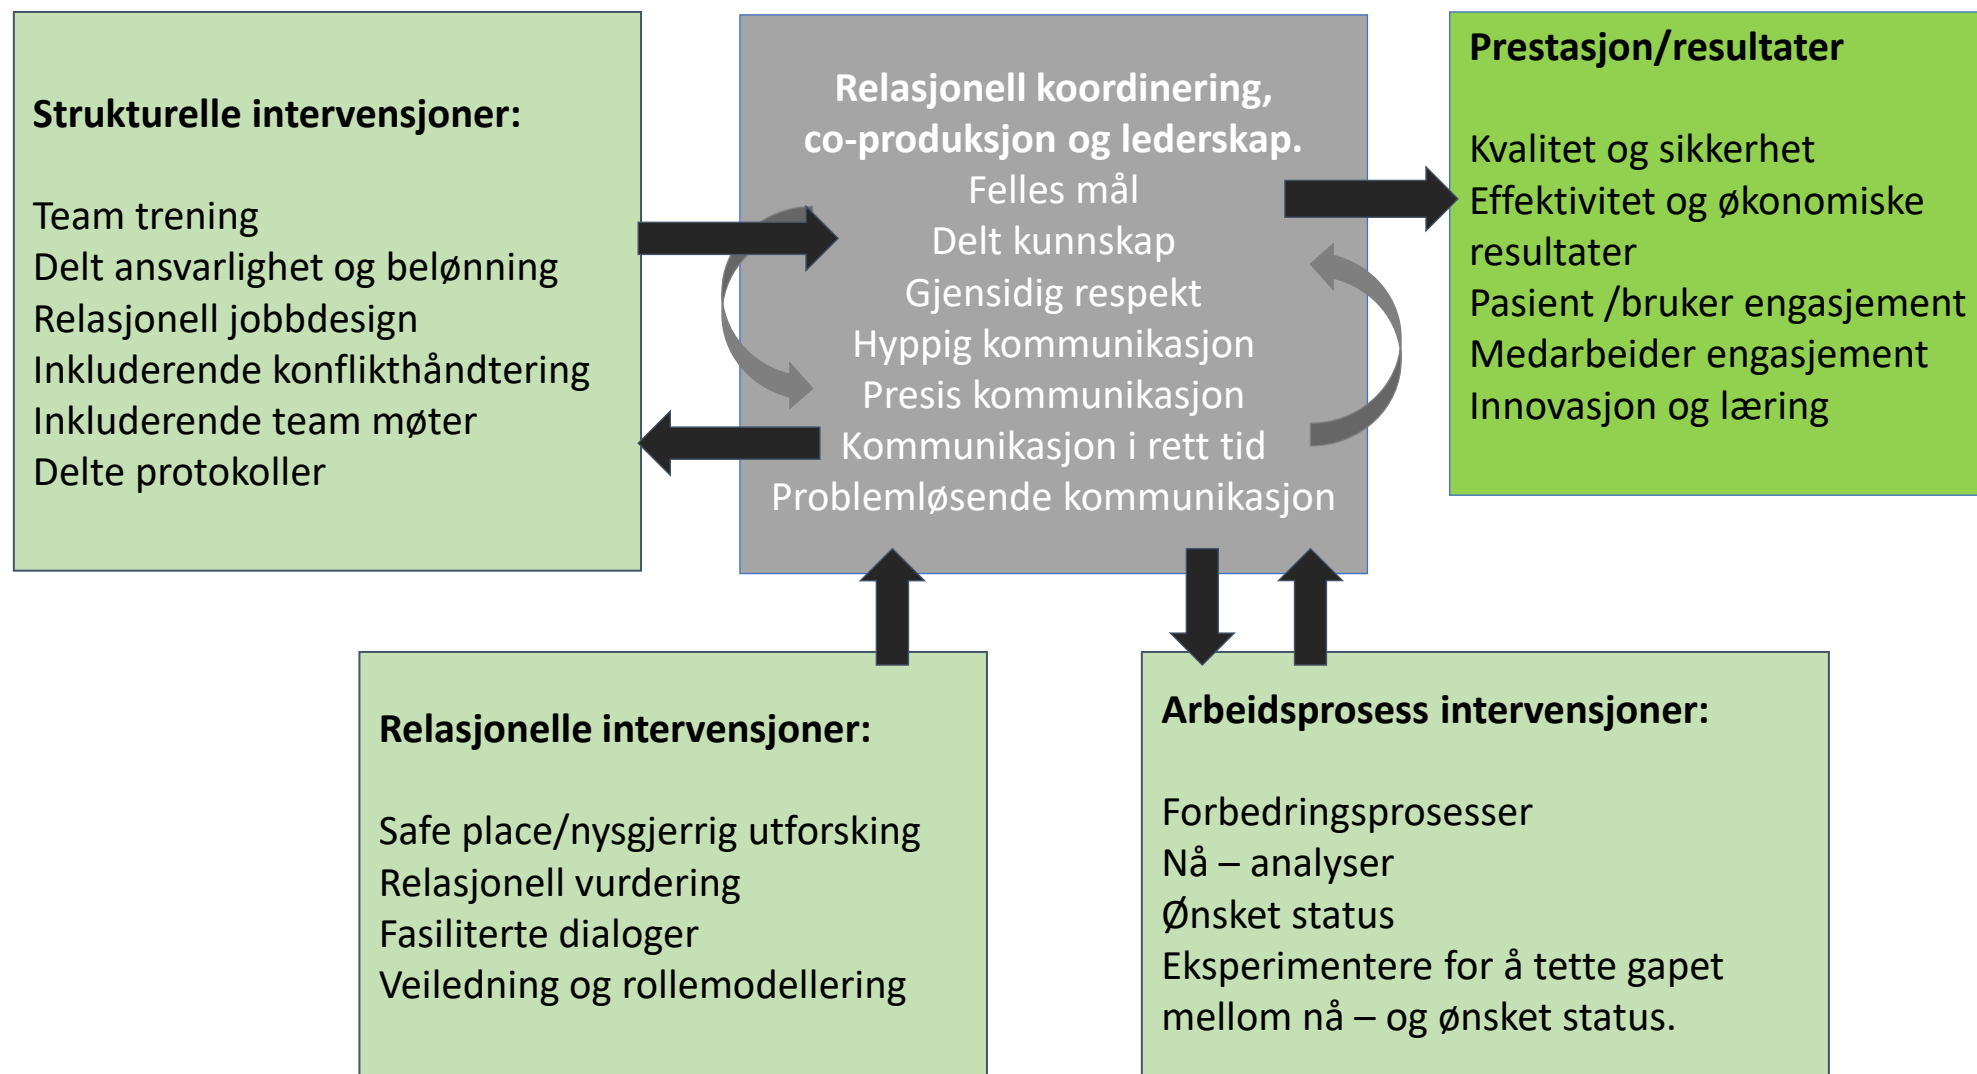 Strukturelle intervensjoner:
Team trening
Delt ansvarlighet og belønning
Relasjonell jobbdesign
Inkluderende konflikthåndtering
Inkluderende team møter
Delte protokoller
Relasjonell koordinering,
co-produksjon og lederskap.
Felles mål
Delt kunnskap
Gjensidig respekt
Hyppig kommunikasjon
Presis kommunikasjon
Kommunikasjon i rett tid
Problemløsende kommunikasjon
Prestasjon/resultater
Kvalitet og sikkerhet
Effektivitet og økonomiske
resultater
Pasient /bruker engasjement
Medarbeider engasjement
Innovasjon og læring
Relasjonelle intervensjoner:
Safe place/nysgjerrig utforsking
Relasjonell vurdering
Fasiliterte dialoger
Veiledning og rollemodellering
Arbeidsprosess intervensjoner:
Forbedringsprosesser
Nå – analyser
Ønsket status
Eksperimentere for å tette gapet
mellom nå – og ønsket status.